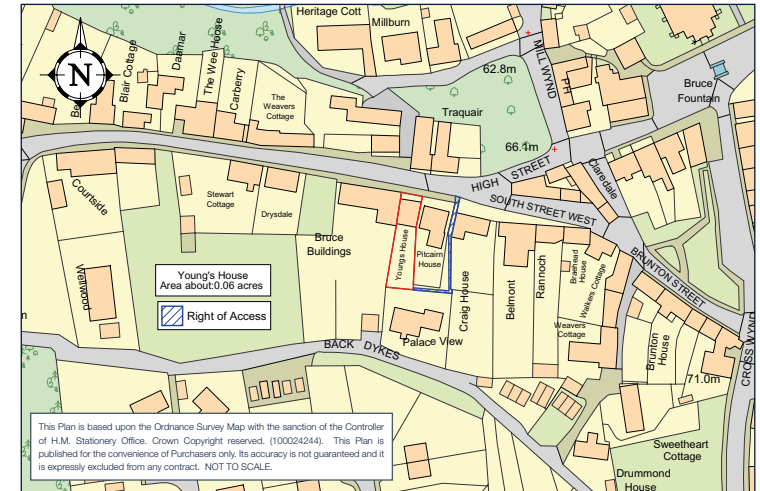 Heritage Cott
Millburn
Daamar
The Wee House
Blair Cottage
Carberry
N
62.8m
MILL WYND
PH
Bruce
Fountain
The
Weavers
Cottage
Traquair
66.1m
HIGH STREET
Claredale
SOUTH STREET WEST
Courtside
Stewart
Cottage
Drysdale
Bruce
Buildings
Youngs House
Pitcairn
House
Craig House
Belmont
Rannoch
Braehead
House
Walkers Cottage
BRUNTON STREET
Wellwood
Young's House
Area about:0.06 acres
Right of Access
Weavers
Cottage
Palace View
BACK DYKES
Brunton
House
CROSS WYND
71.0m
This Plan is based upon the Ordnance Survey Map with the sanction of the Controller
of H.M. Stationery Office. Crown Copyright reserved. (100024244). This Plan is
published for the convenience of Purchasers only. Its accuracy is not guaranteed and it
is expressly excluded from any contract. NOT TO SCALE.
Sweetheart
Cottage
Drummond
House